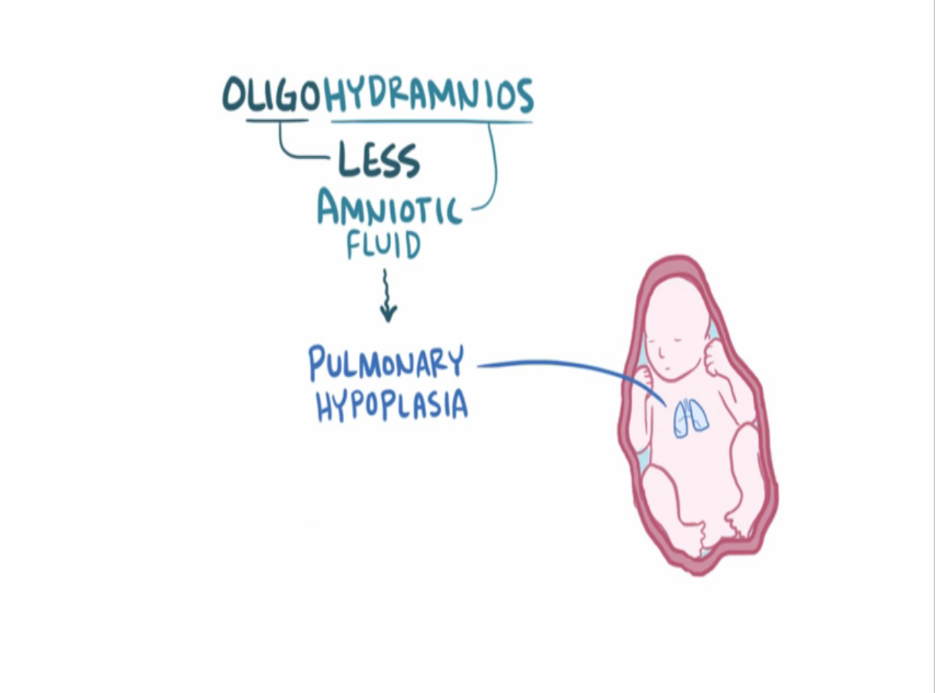 OLIGOHYDRAMNIOS
LESS
AMNIOTIC
FLUID
PULMONARY
HYPOPLASIA